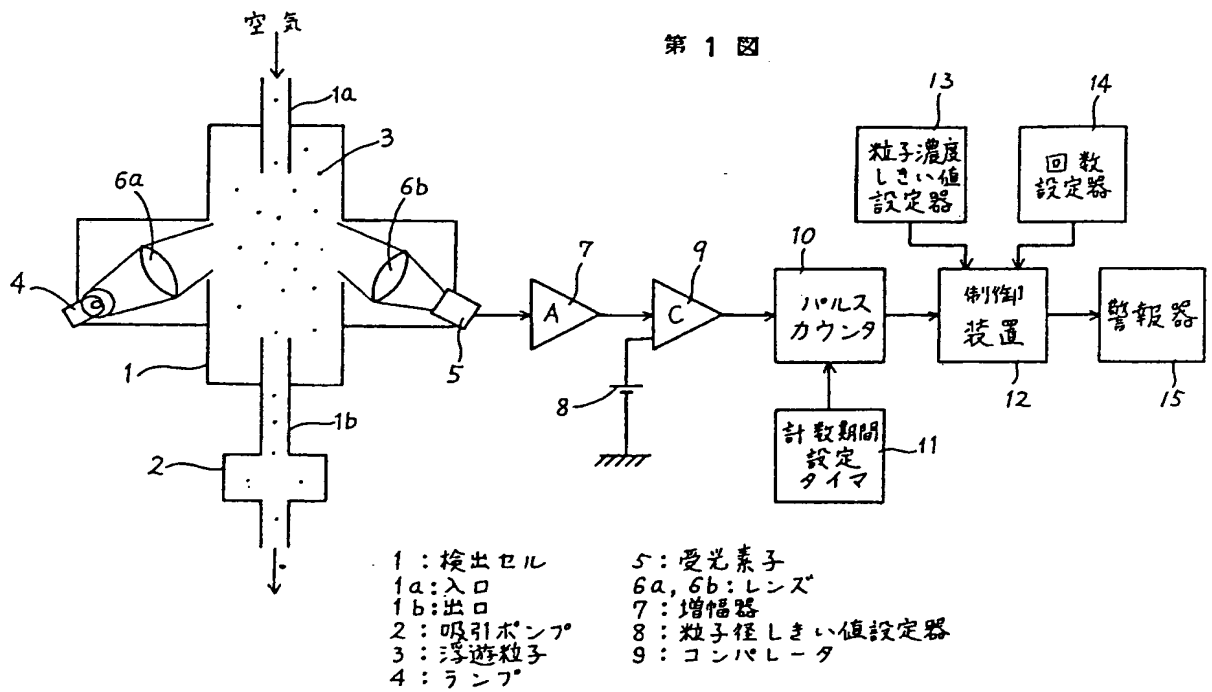 第1図
空気
1a
3
6a
6b
4
1
5
1b
2
7
A
8
9
C
10
パルス
カウンタ
計数期間
設定
タイマ
11
13
粒子濃度
しきい値
設定器
14
回数
設定器
制御
装置
12
警報器
15
1:検出セル
1a:入口
1b:出口
2:吸引ポンプ
3:浮遊粒子
4:ランプ
5:受光素子
6a,6b:レンズ
7:増幅器
8:粒子径しきい値設定器
9:コンパレータ